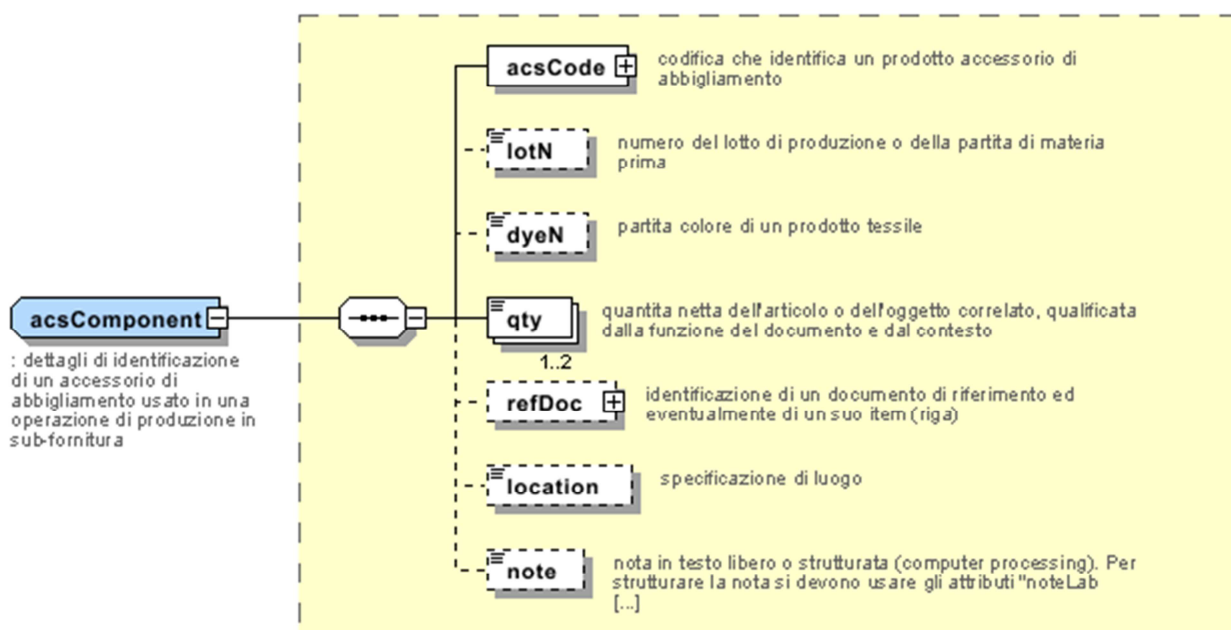 acsCode
codifica che identifica un prodotto accessorio di
abbigliamento
lotN
numero del lotto di produzione o della partita di materia
prima
dyeN
partita colore di un prodotto tessile
acsComponent
: dettagli di identificazione
di un accessorio di
abbigliamento usato in una
operazione di produzione in
sub-fornitura
qty
1..2
quantita netta dell'articolo o dell'oggetto correlato, qualificata
dalla funzione del documento e dal contesto
refDoc
identificazione di un documento di riferimento ed
eventualmente di un suo item (riga)
location
specificazione di luogo
note
nota in testo libero o strutturata (computer processing). Per
strutturare la nota si devono usare gli attributi "noteLab
[...]